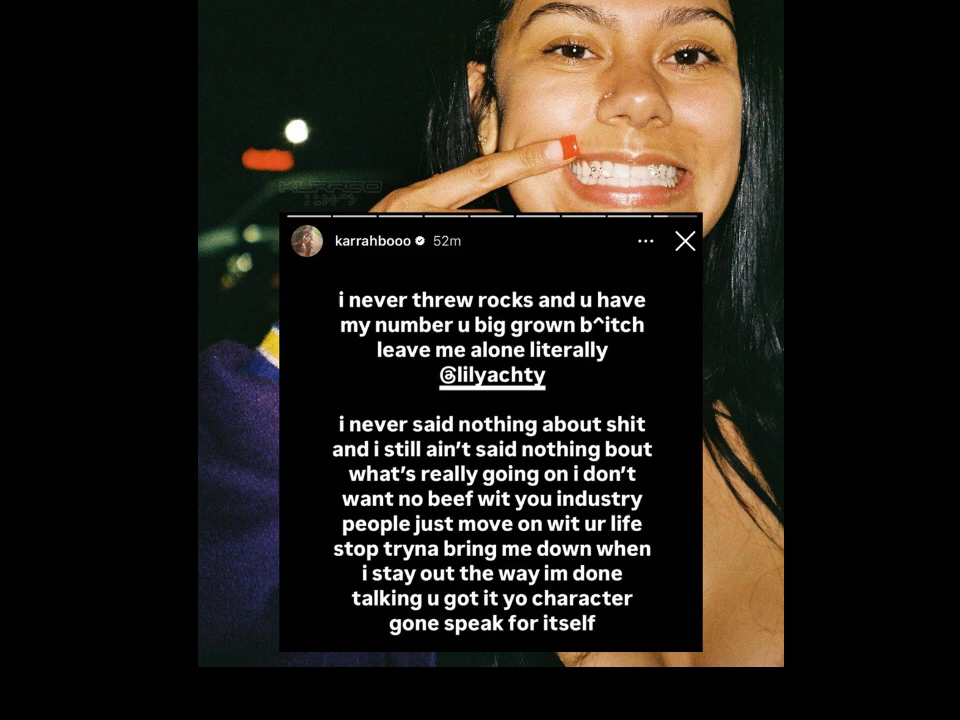 karrahbooo 52m
i never threw rocks and u have
my number u big grown b^itch
leave me alone literally
@lilyachty
i never said nothing about shit
and i still ain't said nothing bout
what's really going on i don't
want no beef wit you industry
people just move on wit ur life
stop tryna bring me down when
i stay out the way im done
talking u got it yo character
gone speak for itself